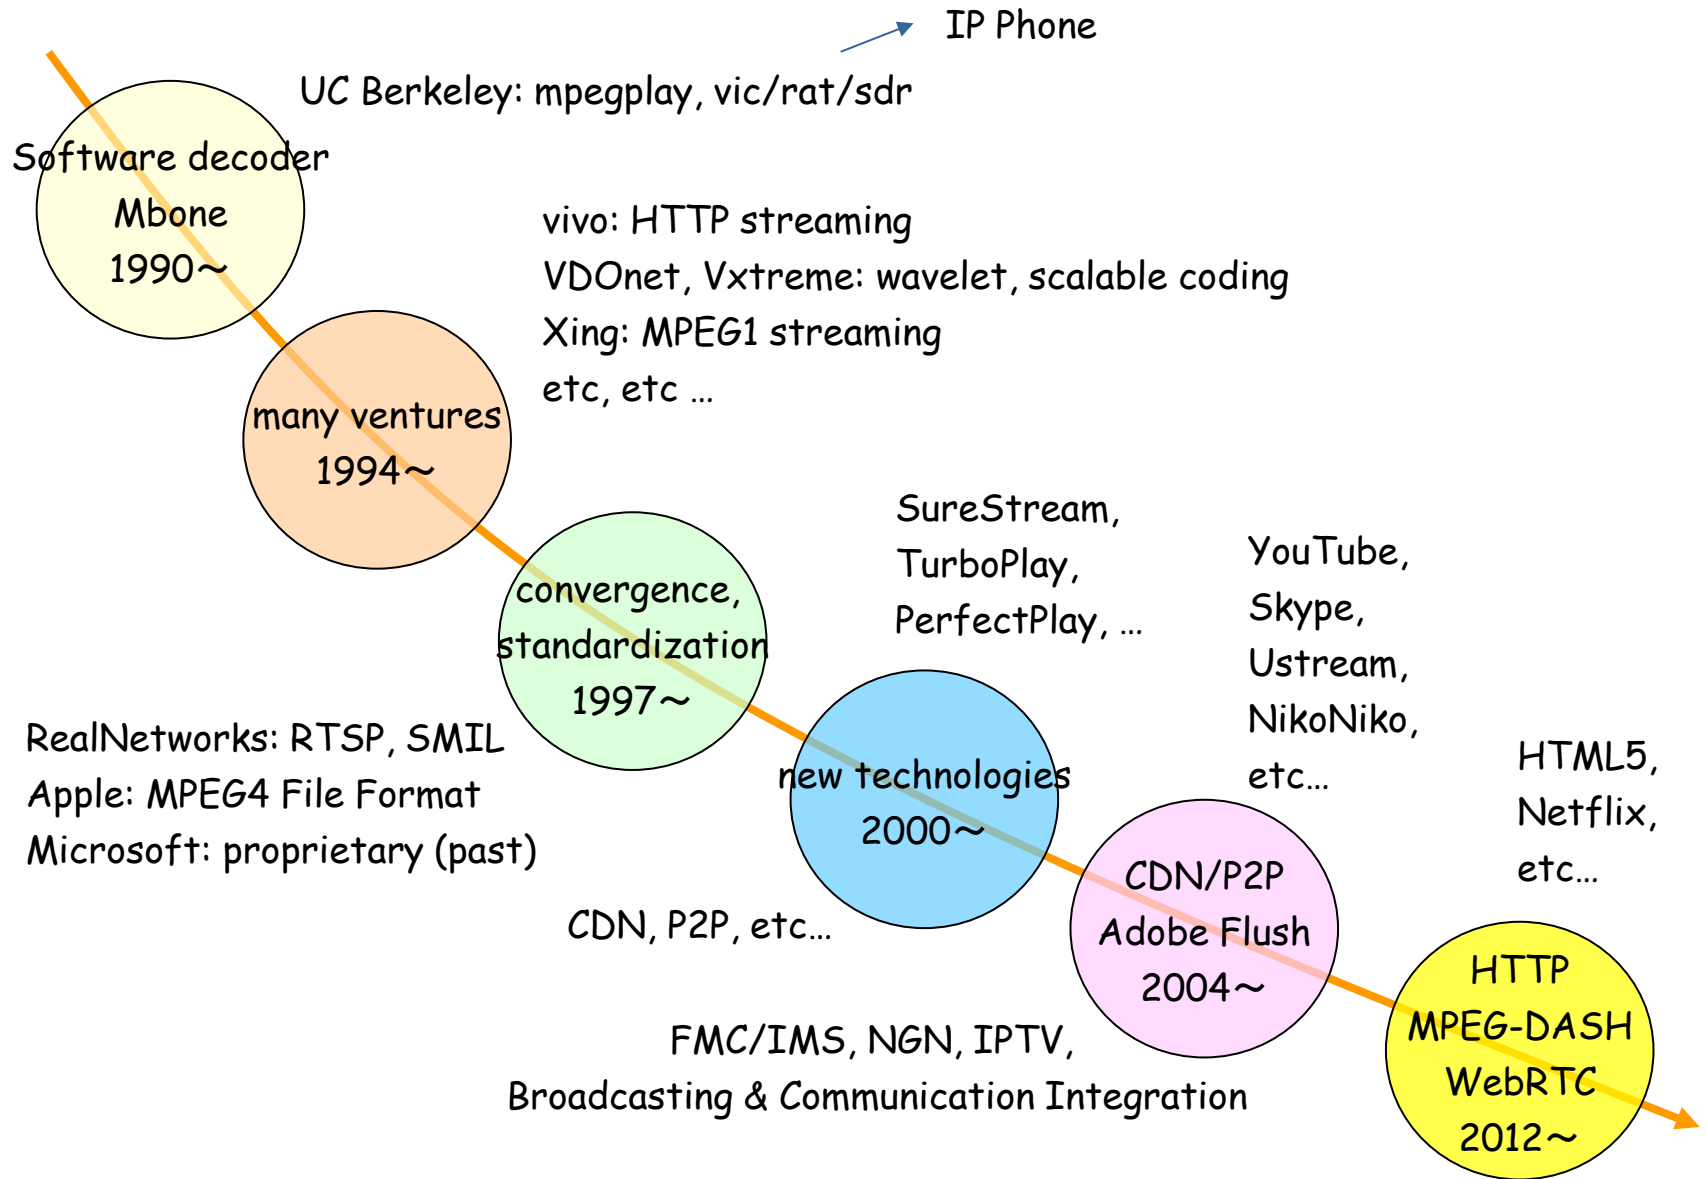 IP Phone
UC Berkeley: mpegplay, vic/rat/sdr
Software decoder
Mbone
1990～
vivo: HTTP streaming
VDOnet, Vxtreme: wavelet, scalable coding
Xing: MPEG1 streaming
etc, etc …
many ventures
1994～
convergence,
standardization
1997～
RealNetworks: RTSP, SMIL
Apple: MPEG4 File Format
Microsoft: proprietary (past)
SureStream,
TurboPlay,
PerfectPlay, …
new technologies
2000～
CDN, P2P, etc…
YouTube,
Skype,
Ustream,
NikoNiko,
etc…
CDN/P2P
Adobe Flush
2004～
FMC/IMS, NGN, IPTV,
Broadcasting & Communication Integration
HTML5,
Netflix,
etc…
HTTP
MPEG-DASH
WebRTC
2012～